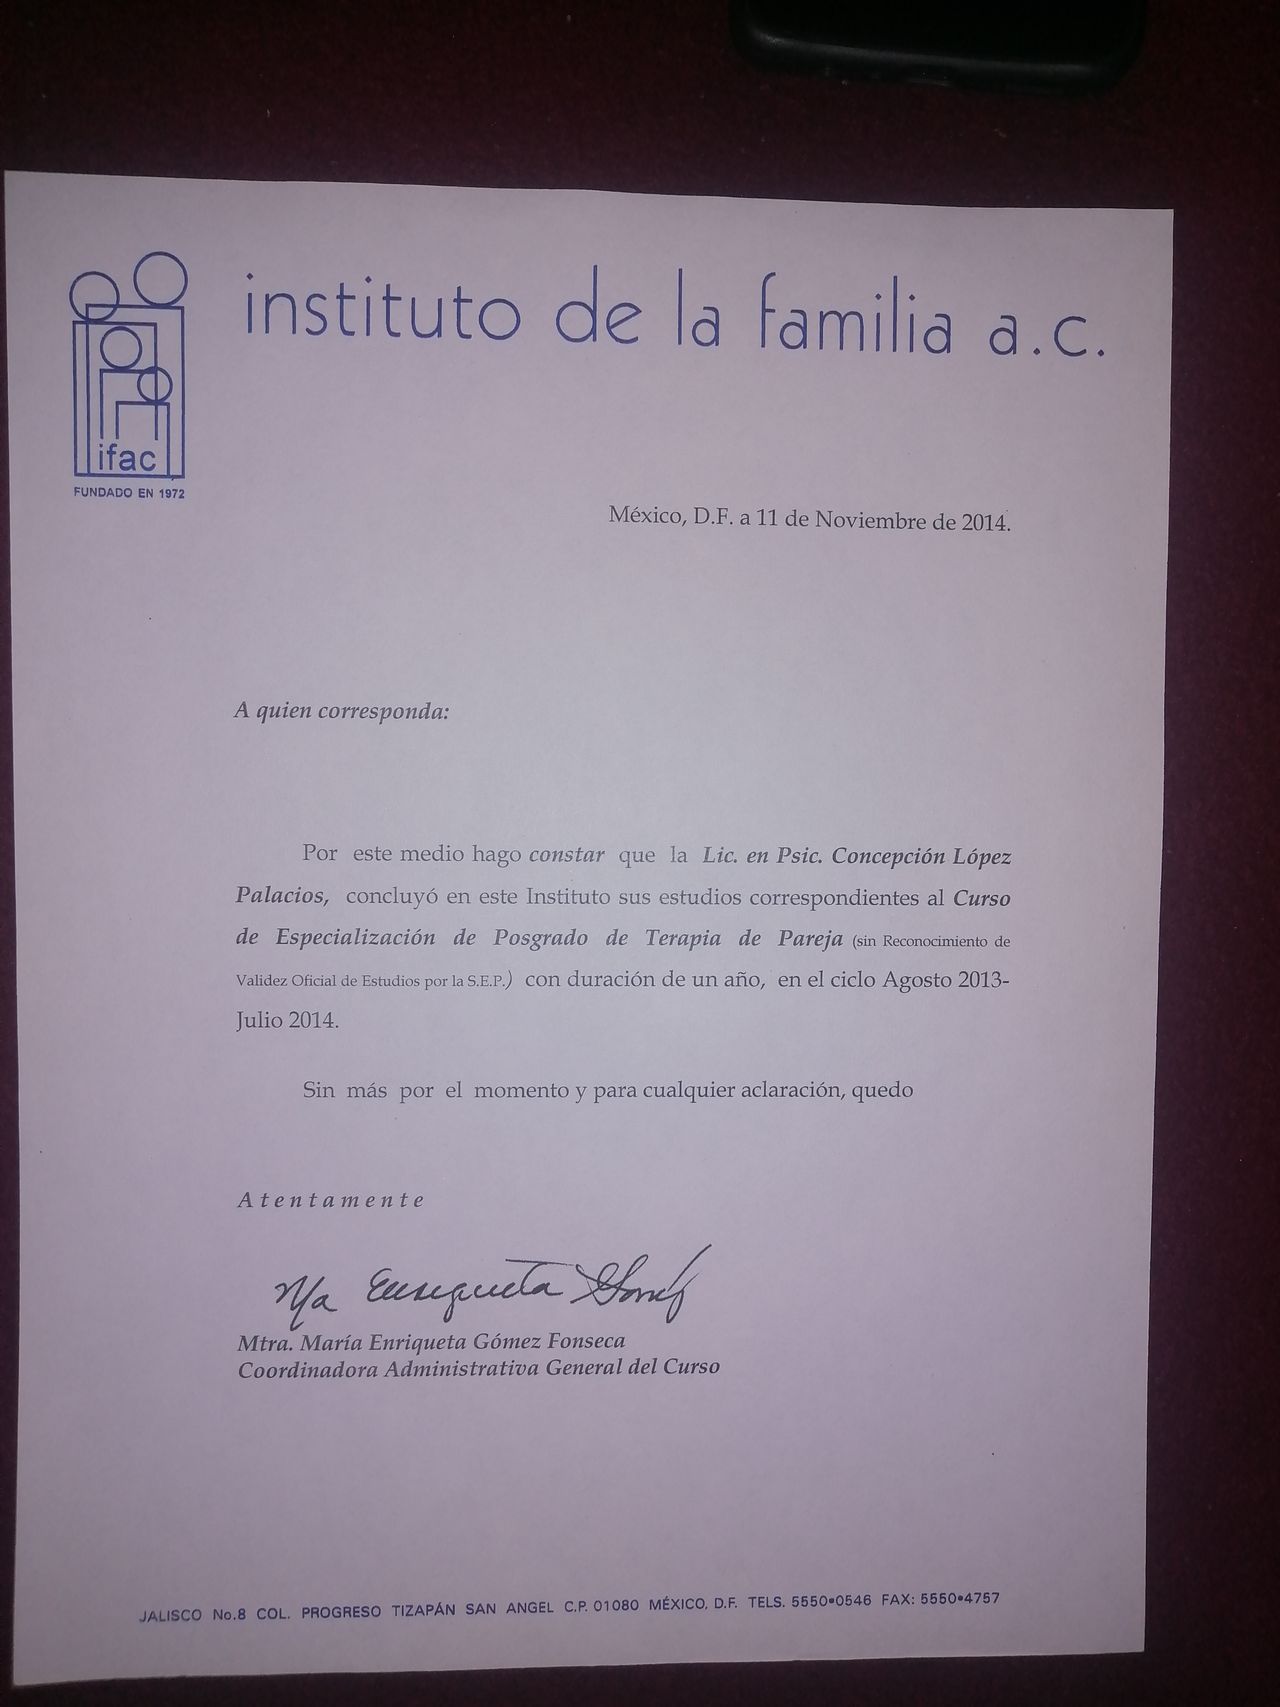 instituto de la familia a.c.
ifac
FUNDADO EN 1972
México, D.F. a 11 de Noviembre de 2014.
A quien corresponda:
Por este medio hago constar que la Lic. en Psic. Concepción López
Palacios, concluyó en este Instituto sus estudios correspondientes al Curso
de Especialización de Posgrado de Terapia de Pareja (sin Reconocimiento de
Validez Oficial de Estudios por la S.E.P.) con duración de un año, en el ciclo Agosto 2013-
Julio 2014.
Sin más por el momento y para cualquier aclaración, quedo
Atentamente
Ma Enriqueta Gómez
Mtra. María Enriqueta Gómez Fonseca
Coordinadora Administrativa General del Curso
JALISCO No.8 COL. PROGRESO TIZAPÁN SAN ANGEL C.P. 01080 MÉXICO, D.F. TELS. 5550•0546 FAX: 5550•4757